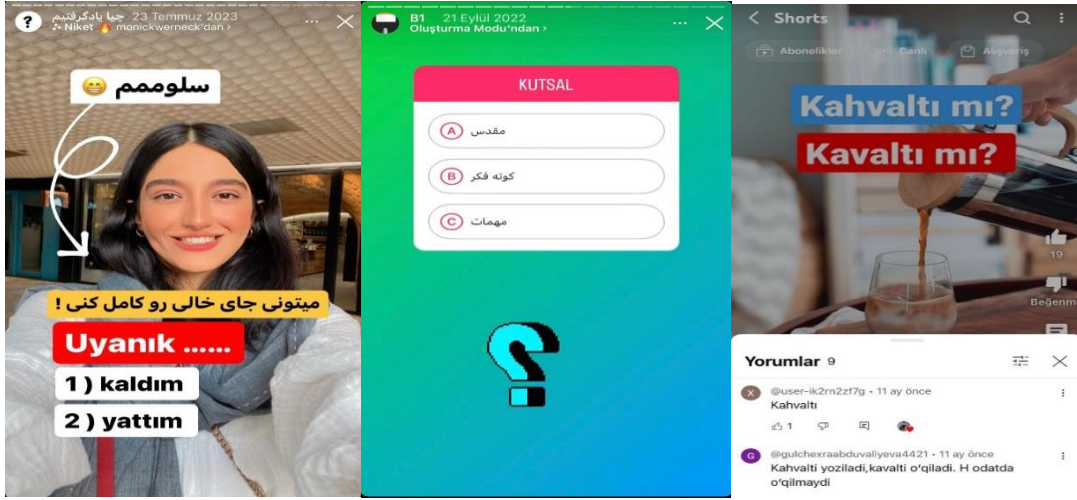 چیا یادگرفتیم 23 Temmuz 2023
Niket 🔥 monickwerneck'dan >
سلوممم 😁
میتونی جای خالی رو کامل کنی !
Uyanık ......
1 ) kaldım
2 ) yattım
B1 21 Eylül 2022
Oluşturma Modu'ndan >
KUTSAL
A مقدس
B کوته فکر
C مهمات
Shorts
Abonelikler
Canlı
Alışveriş
Kahvaltı mı?
Kavaltı mı?
19
Beğenme
Yorumlar 9
@user-ik2rn2zf7g • 11 ay önce
Kahvaltı
1
@gulchexraabduvaliyeva4421 • 11 ay önce
Kahvalti yoziladi,kavalti o'qiladi. H odatda
o'qilmaydi